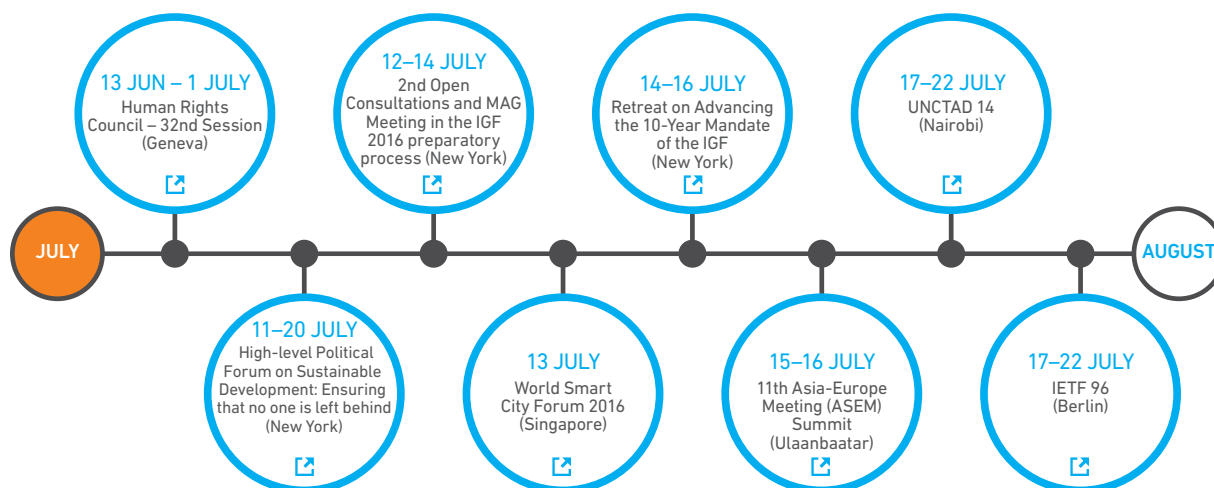 JULY
13 JUN – 1 JULY
Human Rights
Council – 32nd Session
(Geneva)
11–20 JULY
High-level Political
Forum on Sustainable
Development: Ensuring
that no one is left behind
(New York)
12–14 JULY
2nd Open
Consultations and MAG
Meeting in the IGF
2016 preparatory
process (New York)
13 JULY
World Smart
City Forum 2016
(Singapore)
14–16 JULY
Retreat on Advancing
the 10-Year Mandate
of the IGF
(New York)
15–16 JULY
11th Asia-Europe
Meeting (ASEM)
Summit
(Ulaanbaatar)
17–22 JULY
UNCTAD 14
(Nairobi)
17–22 JULY
IETF 96
(Berlin)
AUGUST